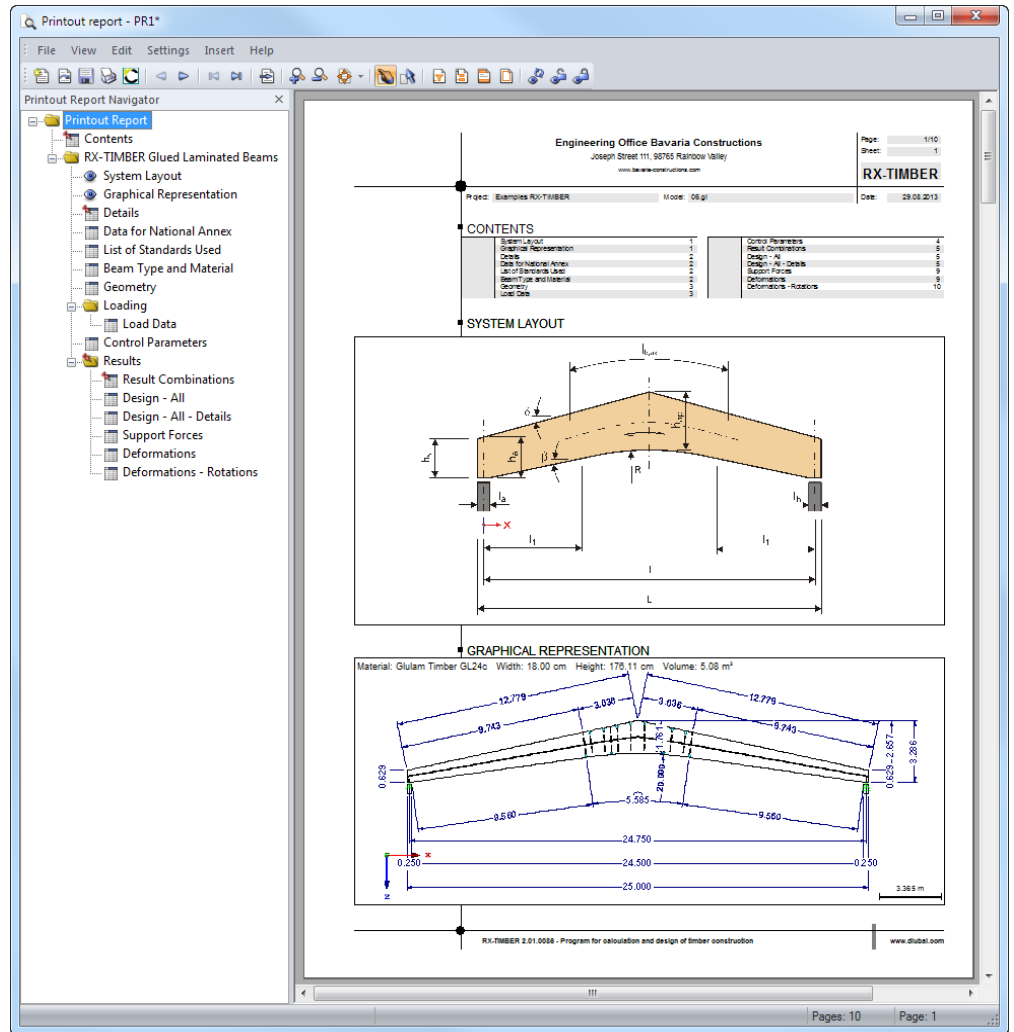 Printout report - PR1*
File View Edit Settings Insert Help
Printout Report Navigator
Printout Report
Contents
RX-TIMBER Glued Laminated Beams
System Layout
Graphical Representation
Details
Data for National Annex
List of Standards Used
Beam Type and Material
Geometry
Loading
Load Data
Control Parameters
Results
Result Combinations
Design - All
Design - All - Details
Support Forces
Deformations
Deformations - Rotations
Engineering Office Bavaria Constructions
Joseph Street 111, 98765 Rainbow Valley
www.bavaria-constructions.com
Page: 1/10
Sheet: 1
RX-TIMBER
Project: Examples RX-TIMBER Model: 06.gl Date: 29.08.2013
CONTENTS
System Layout 1
Graphical Representation 1
Details 2
Data for National Annex 2
List of Standards Used 2
Beam Type and Material 2
Geometry 3
Load Data 3
Control Parameters 4
Result Combinations 5
Design - All 5
Design - All - Details 5
Support Forces 9
Deformations 9
Deformations - Rotations 10
SYSTEM LAYOUT
δ
β
R
la
lb
X
l1 l1
l
L
GRAPHICAL REPRESENTATION
Material: Glulam Timber GL24c Width: 18.00 cm Height: 176.11 cm Volume: 5.08 m³
12.779 12.779
9.743 3.036 3.036 9.743
0.629 1.761 0.629 2.657 3.286
20.000
5.585
9.560 9.560
24.750
0.250 24.500 0.250
25.000
x
z
3.365 m
RX-TIMBER 2.01.0086 - Program for calculation and design of timber construction www.dlubal.com
Pages: 10 Page: 1